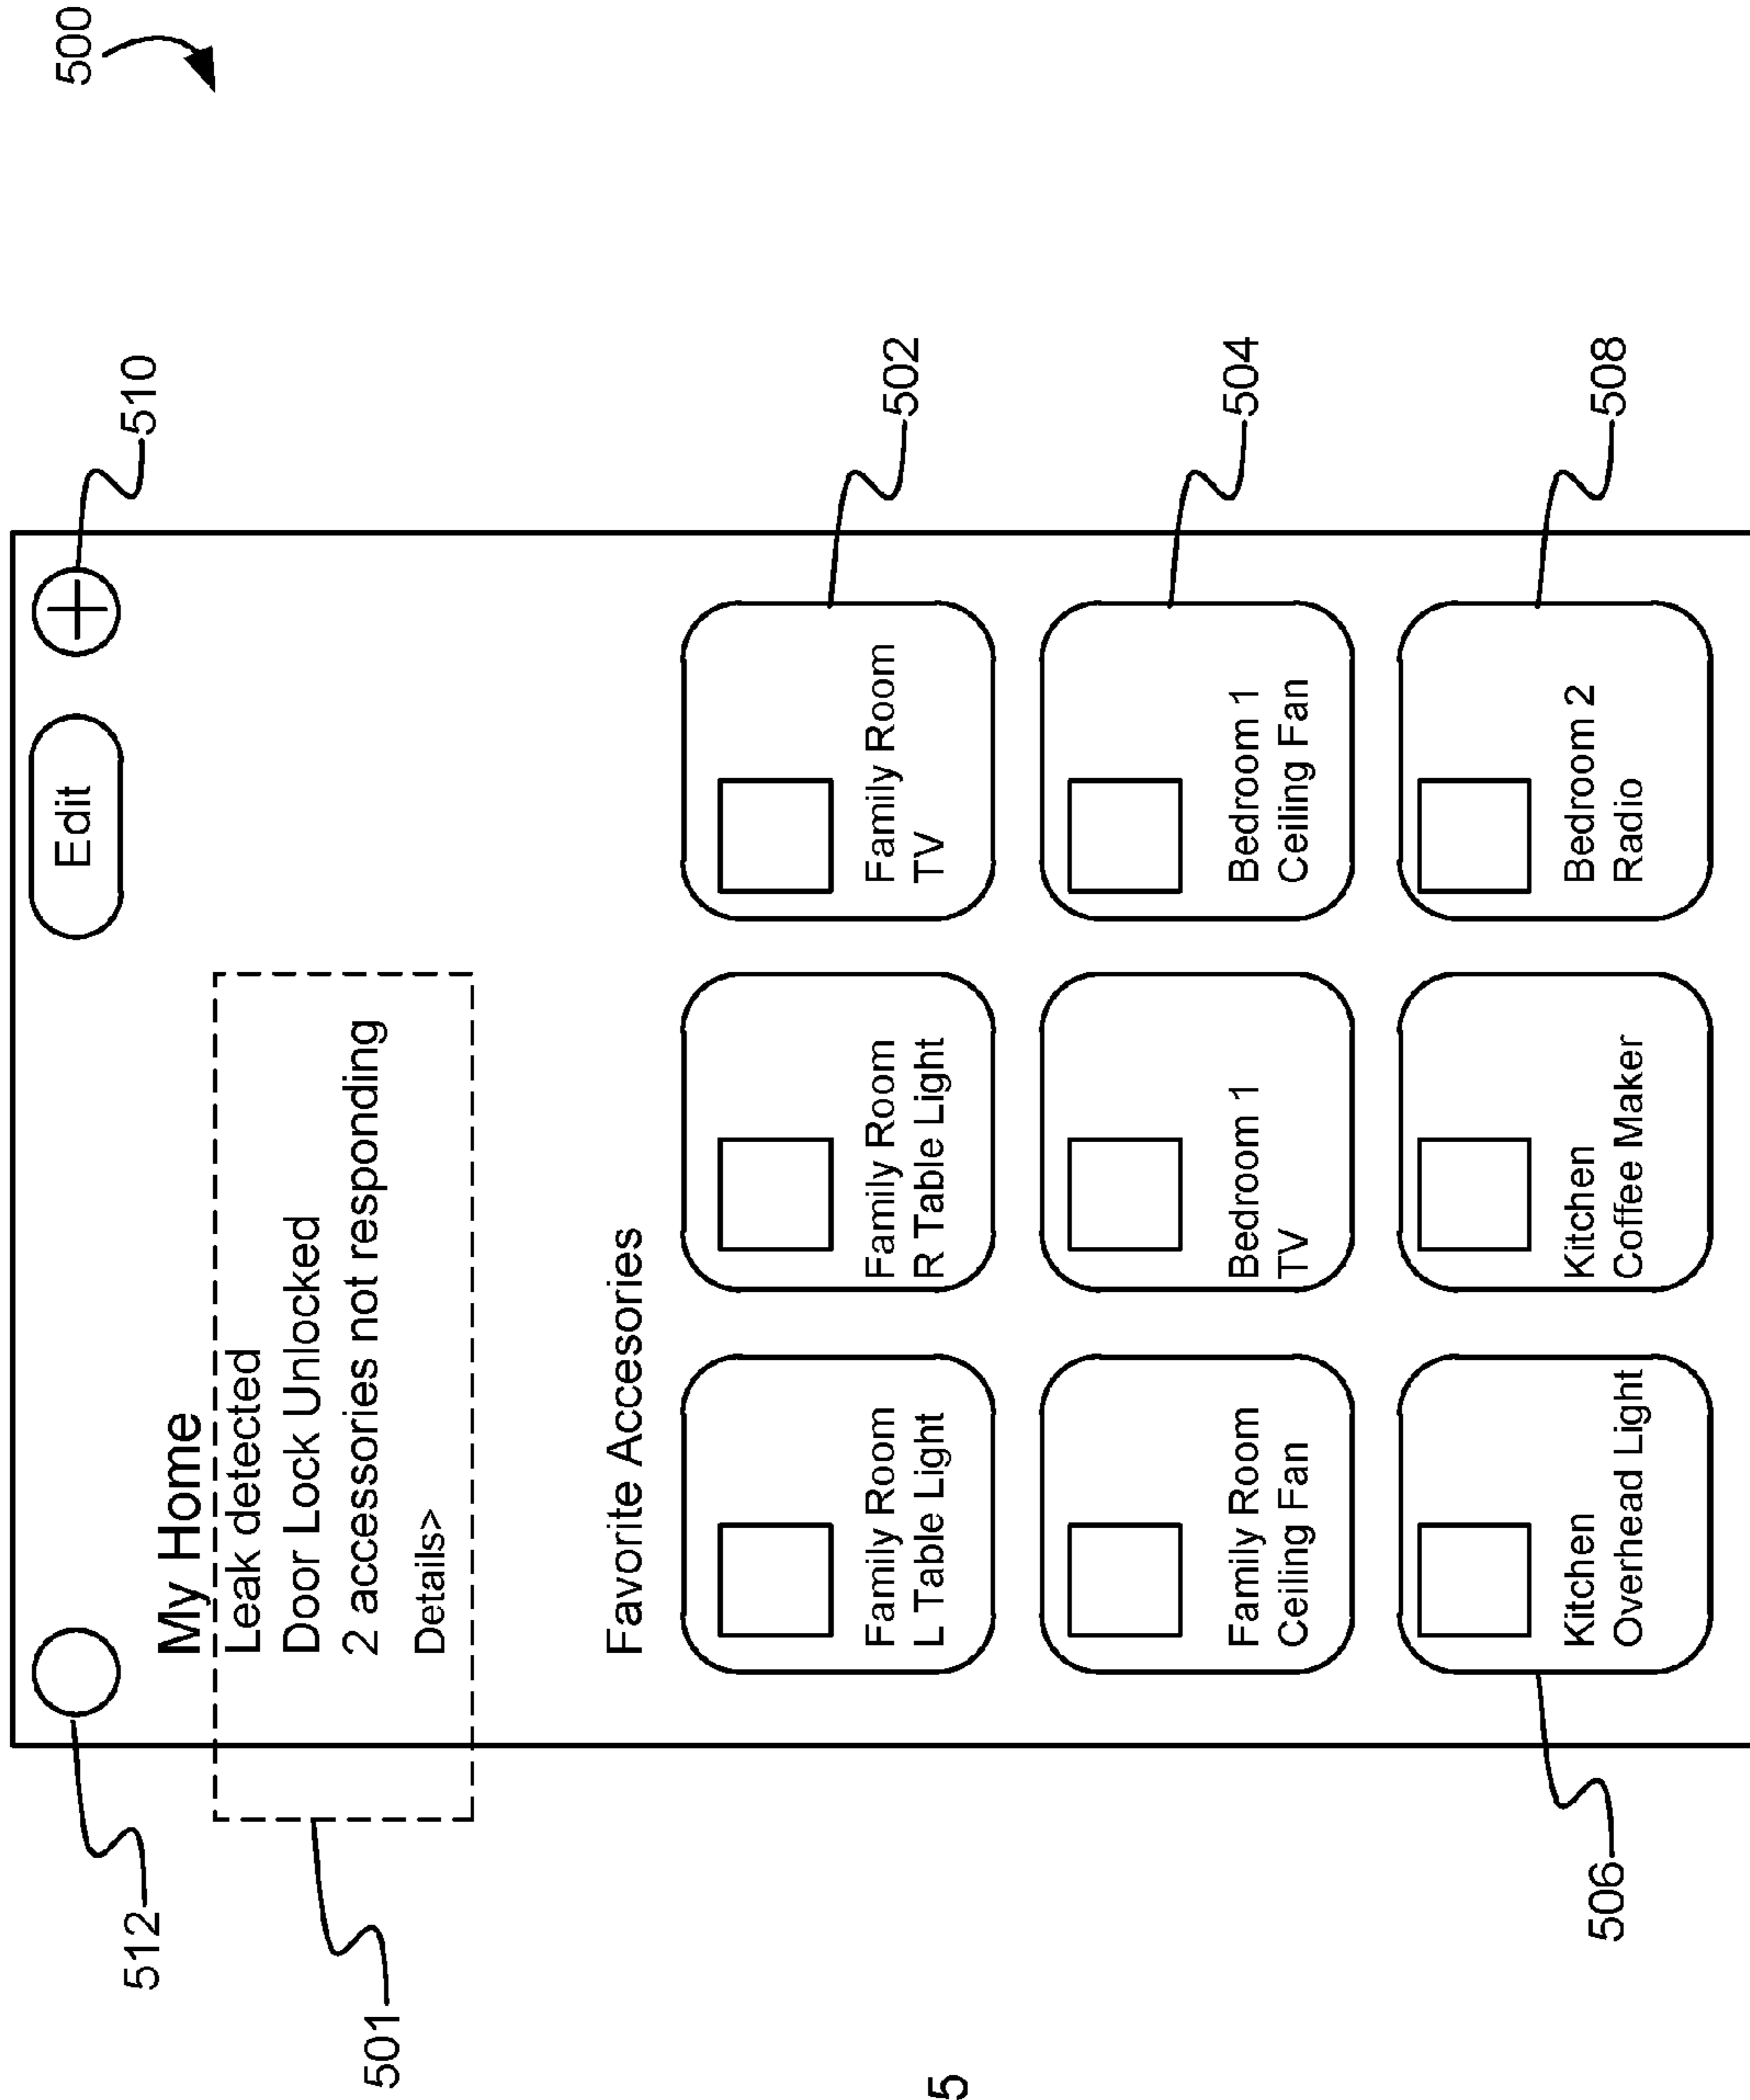 500
Edit
510
512
My Home
Leak detected
Door Lock Unlocked
2 accessories not responding
Details>
501
Favorite Accesories
Family Room
L Table Light
Family Room
R Table Light
Family Room
TV
502
Family Room
Ceiling Fan
Bedroom 1
TV
Bedroom 1
Ceiling Fan
504
Kitchen
Overhead Light
Kitchen
Coffee Maker
Bedroom 2
Radio
508
506
5